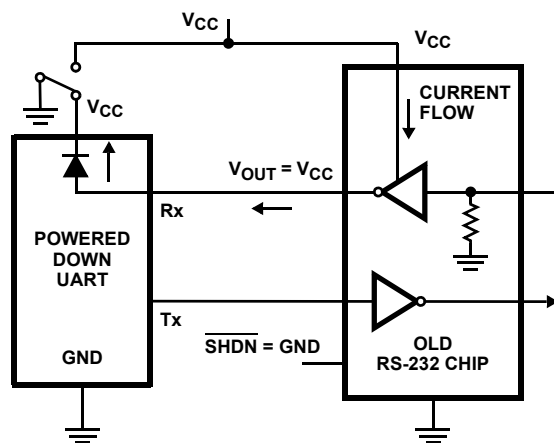 VCC
VCC
VCC
CURRENT
FLOW
VOUT = VCC
Rx
POWERED
DOWN
UART
Tx
SHDN = GND
GND
OLD
RS-232 CHIP